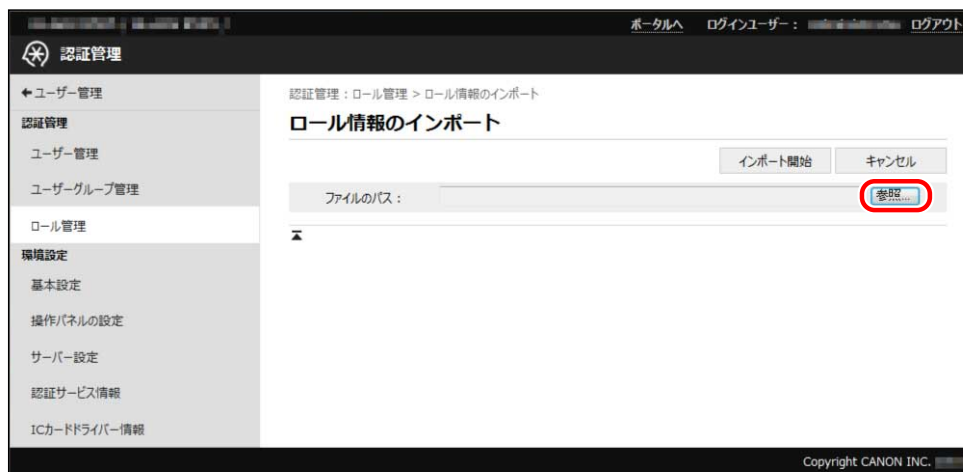 ポータルへ ログインユーザー： ログアウト
認証管理
←ユーザー管理
認証管理
ユーザー管理
ユーザーグループ管理
ロール管理
環境設定
基本設定
操作パネルの設定
サーバー設定
認証サービス情報
ICカードドライバー情報
認証管理：ロール管理 > ロール情報のインポート
ロール情報のインポート
インポート開始 キャンセル
ファイルのパス： 参照...
Copyright CANON INC.